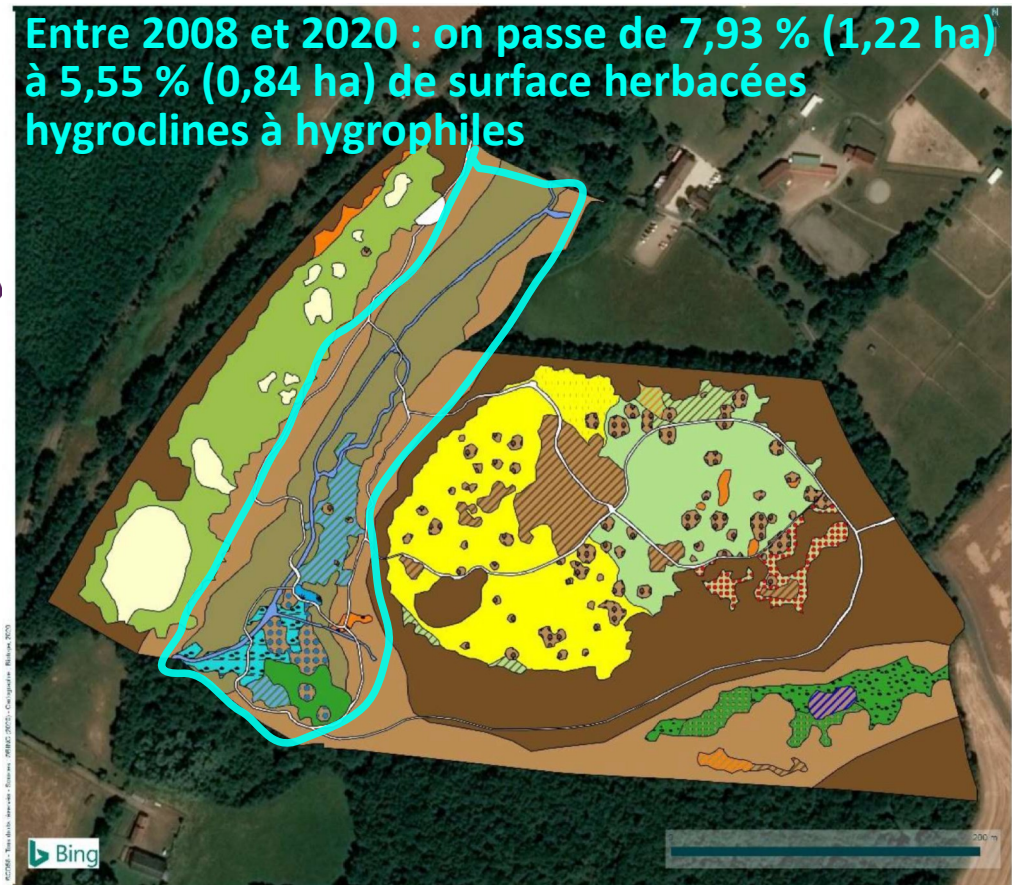 Entre 2008 et 2020 : on passe de 7,93 % (1,22 ha)
à 5,55 % (0,84 ha) de surface herbacées
hygroclines à hygrophiles
N
200 m
Bing